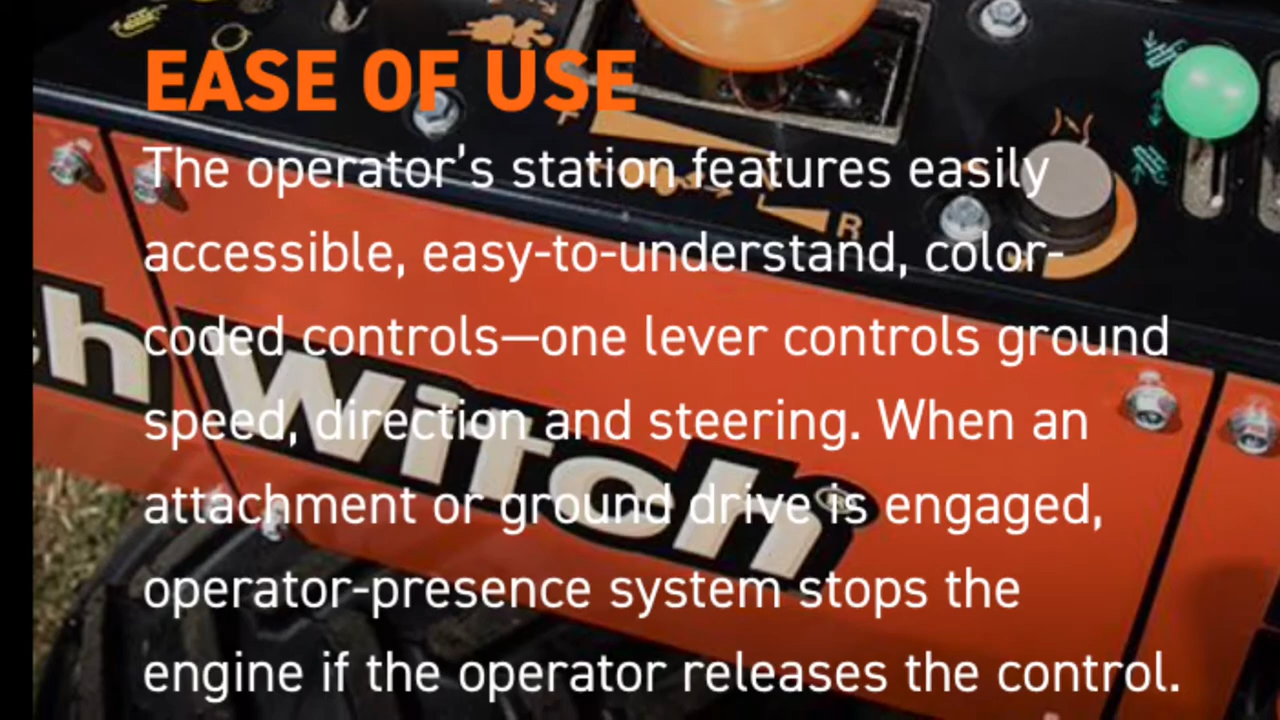 EASE OF USE
The operator's station features easily
accessible, easy-to-understand, color-
coded controls—one lever controls ground
speed, direction and steering. When an
attachment or ground drive is engaged,
operator-presence system stops the
engine if the operator releases the control.
R
h Witch®